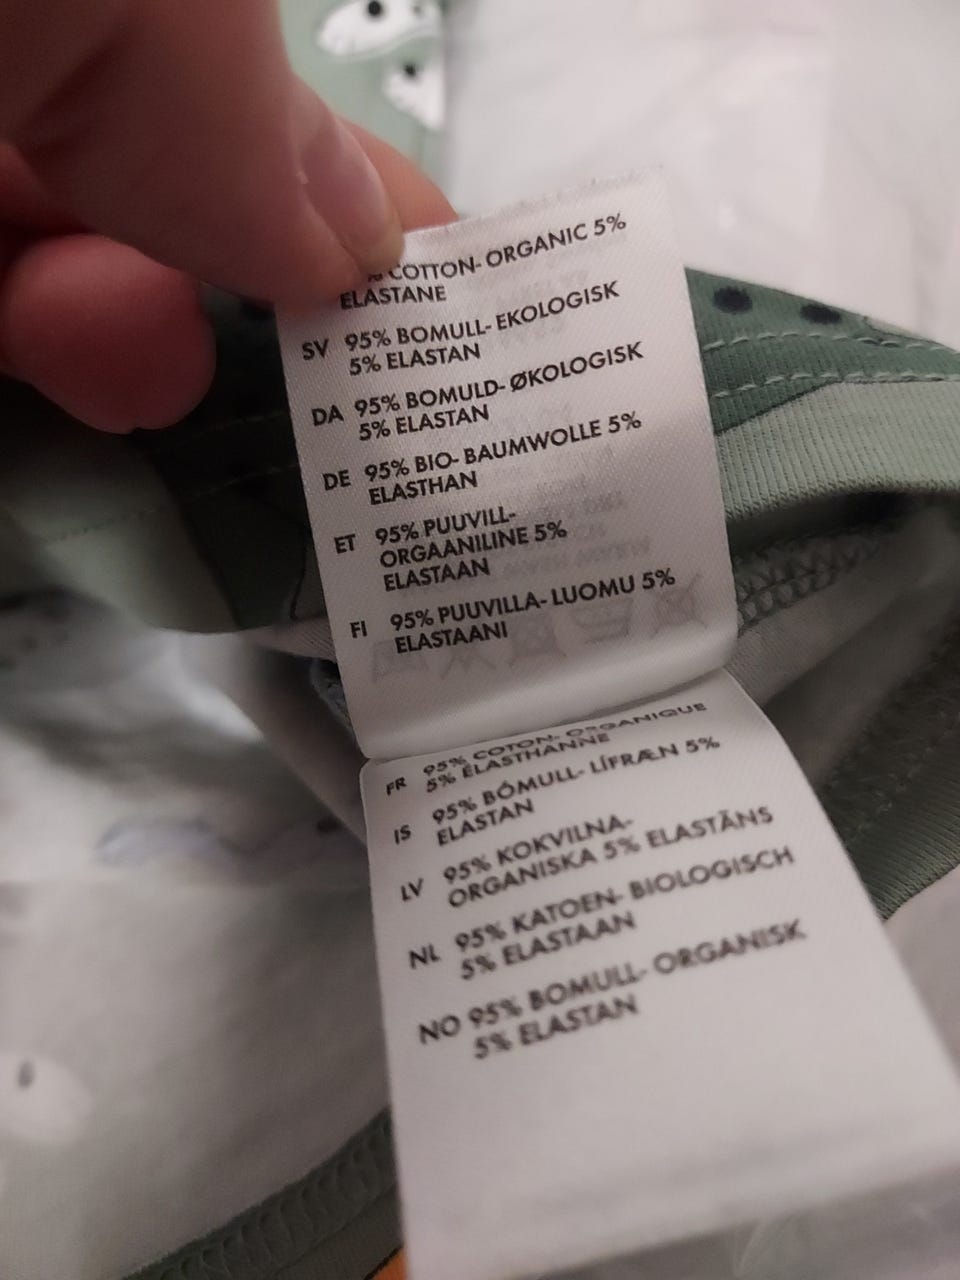 % COTTON- ORGANIC 5%
ELASTANE
SV 95% BOMULL- EKOLOGISK
5% ELASTAN
DA 95% BOMULD- ØKOLOGISK
5% ELASTAN
DE 95% BIO- BAUMWOLLE 5%
ELASTHAN
ET 95% PUUVILL-
ORGAANILINE 5%
ELASTAAN
FI 95% PUUVILLA- LUOMU 5%
ELASTAANI
FR 95% COTON- ORGANIQUE
5% ÉLASTHANNE
IS 95% BÓMULL- LÍFRÆN 5%
ELASTAN
LV 95% KOKVILNA-
ORGANISKA 5% ELASTĀNS
NL 95% KATOEN- BIOLOGISCH
5% ELASTAAN
NO 95% BOMULL- ORGANISK
5% ELASTAN